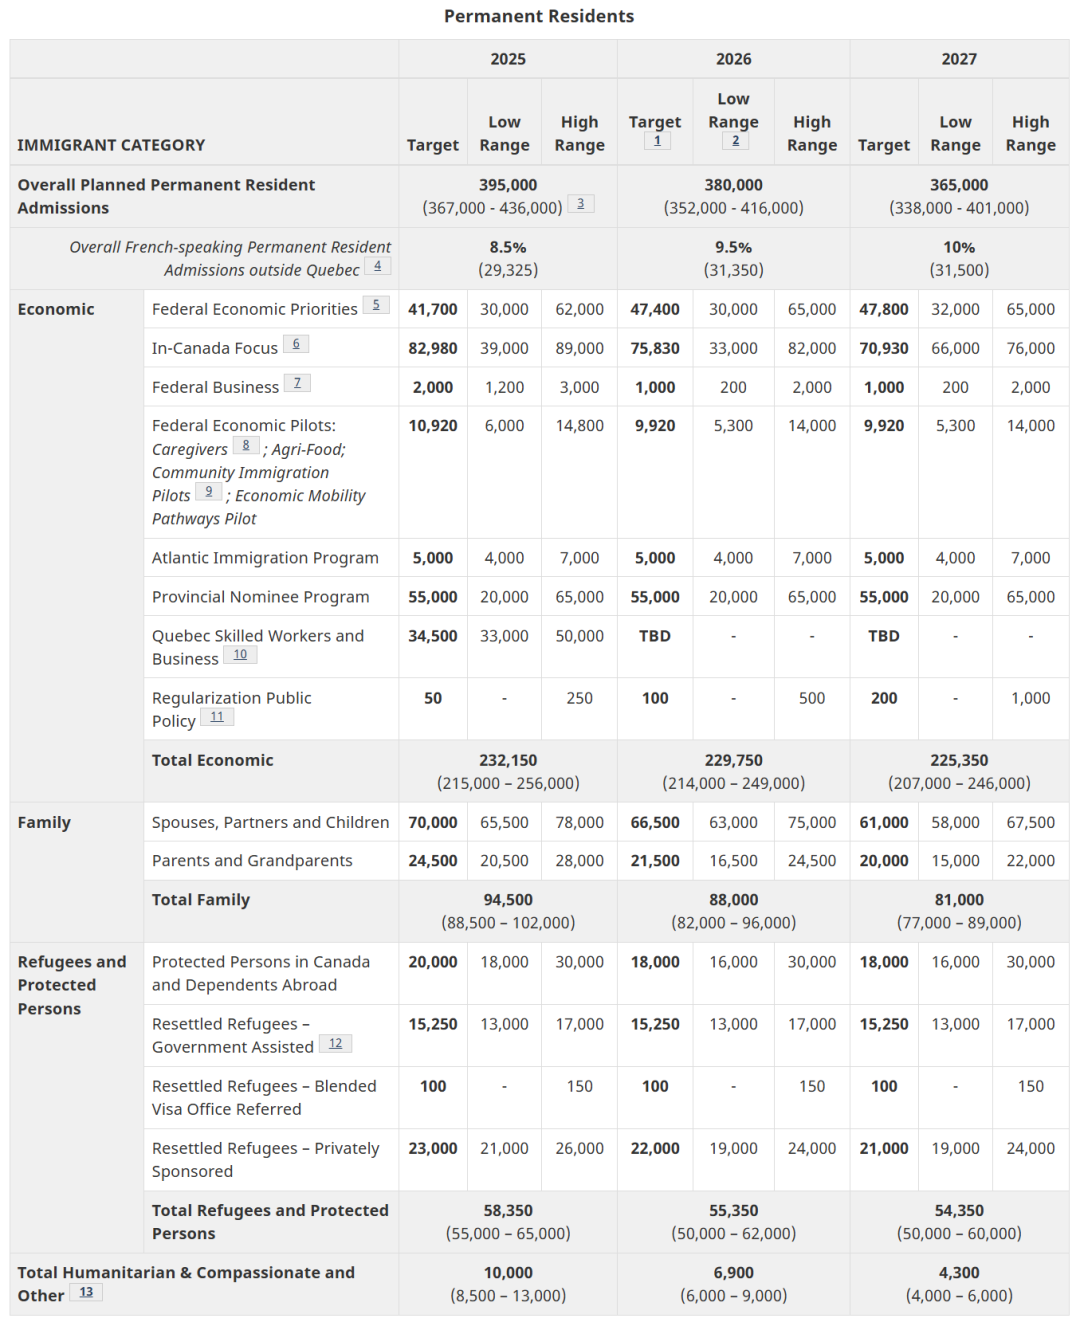 Permanent Residents
2025 2026 2027
IMMIGRANT CATEGORY Target Low Range High Range Target 1 Low Range 2 High Range Target Low Range High Range
Overall Planned Permanent Resident Admissions 395,000 (367,000 - 436,000) 3 380,000 (352,000 - 416,000) 365,000 (338,000 - 401,000)
Overall French-speaking Permanent Resident Admissions outside Quebec 4 8.5% (29,325) 9.5% (31,350) 10% (31,500)
Economic Federal Economic Priorities 5 41,700 30,000 62,000 47,400 30,000 65,000 47,800 32,000 65,000
In-Canada Focus 6 82,980 39,000 89,000 75,830 33,000 82,000 70,930 66,000 76,000
Federal Business 7 2,000 1,200 3,000 1,000 200 2,000 1,000 200 2,000
Federal Economic Pilots: Caregivers 8 ; Agri-Food; Community Immigration Pilots 9 ; Economic Mobility Pathways Pilot 10,920 6,000 14,800 9,920 5,300 14,000 9,920 5,300 14,000
Atlantic Immigration Program 5,000 4,000 7,000 5,000 4,000 7,000 5,000 4,000 7,000
Provincial Nominee Program 55,000 20,000 65,000 55,000 20,000 65,000 55,000 20,000 65,000
Quebec Skilled Workers and Business 10 34,500 33,000 50,000 TBD - - TBD - -
Regularization Public Policy 11 50 - 250 100 - 500 200 - 1,000
Total Economic 232,150 (215,000 – 256,000) 229,750 (214,000 – 249,000) 225,350 (207,000 – 246,000)
Family Spouses, Partners and Children 70,000 65,500 78,000 66,500 63,000 75,000 61,000 58,000 67,500
Parents and Grandparents 24,500 20,500 28,000 21,500 16,500 24,500 20,000 15,000 22,000
Total Family 94,500 (88,500 – 102,000) 88,000 (82,000 – 96,000) 81,000 (77,000 – 89,000)
Refugees and Protected Persons Protected Persons in Canada and Dependents Abroad 20,000 18,000 30,000 18,000 16,000 30,000 18,000 16,000 30,000
Resettled Refugees – Government Assisted 12 15,250 13,000 17,000 15,250 13,000 17,000 15,250 13,000 17,000
Resettled Refugees – Blended Visa Office Referred 100 - 150 100 - 150 100 - 150
Resettled Refugees – Privately Sponsored 23,000 21,000 26,000 22,000 19,000 24,000 21,000 19,000 24,000
Total Refugees and Protected Persons 58,350 (55,000 – 65,000) 55,350 (50,000 – 62,000) 54,350 (50,000 – 60,000)
Total Humanitarian & Compassionate and Other 13 10,000 (8,500 – 13,000) 6,900 (6,000 – 9,000) 4,300 (4,000 – 6,000)